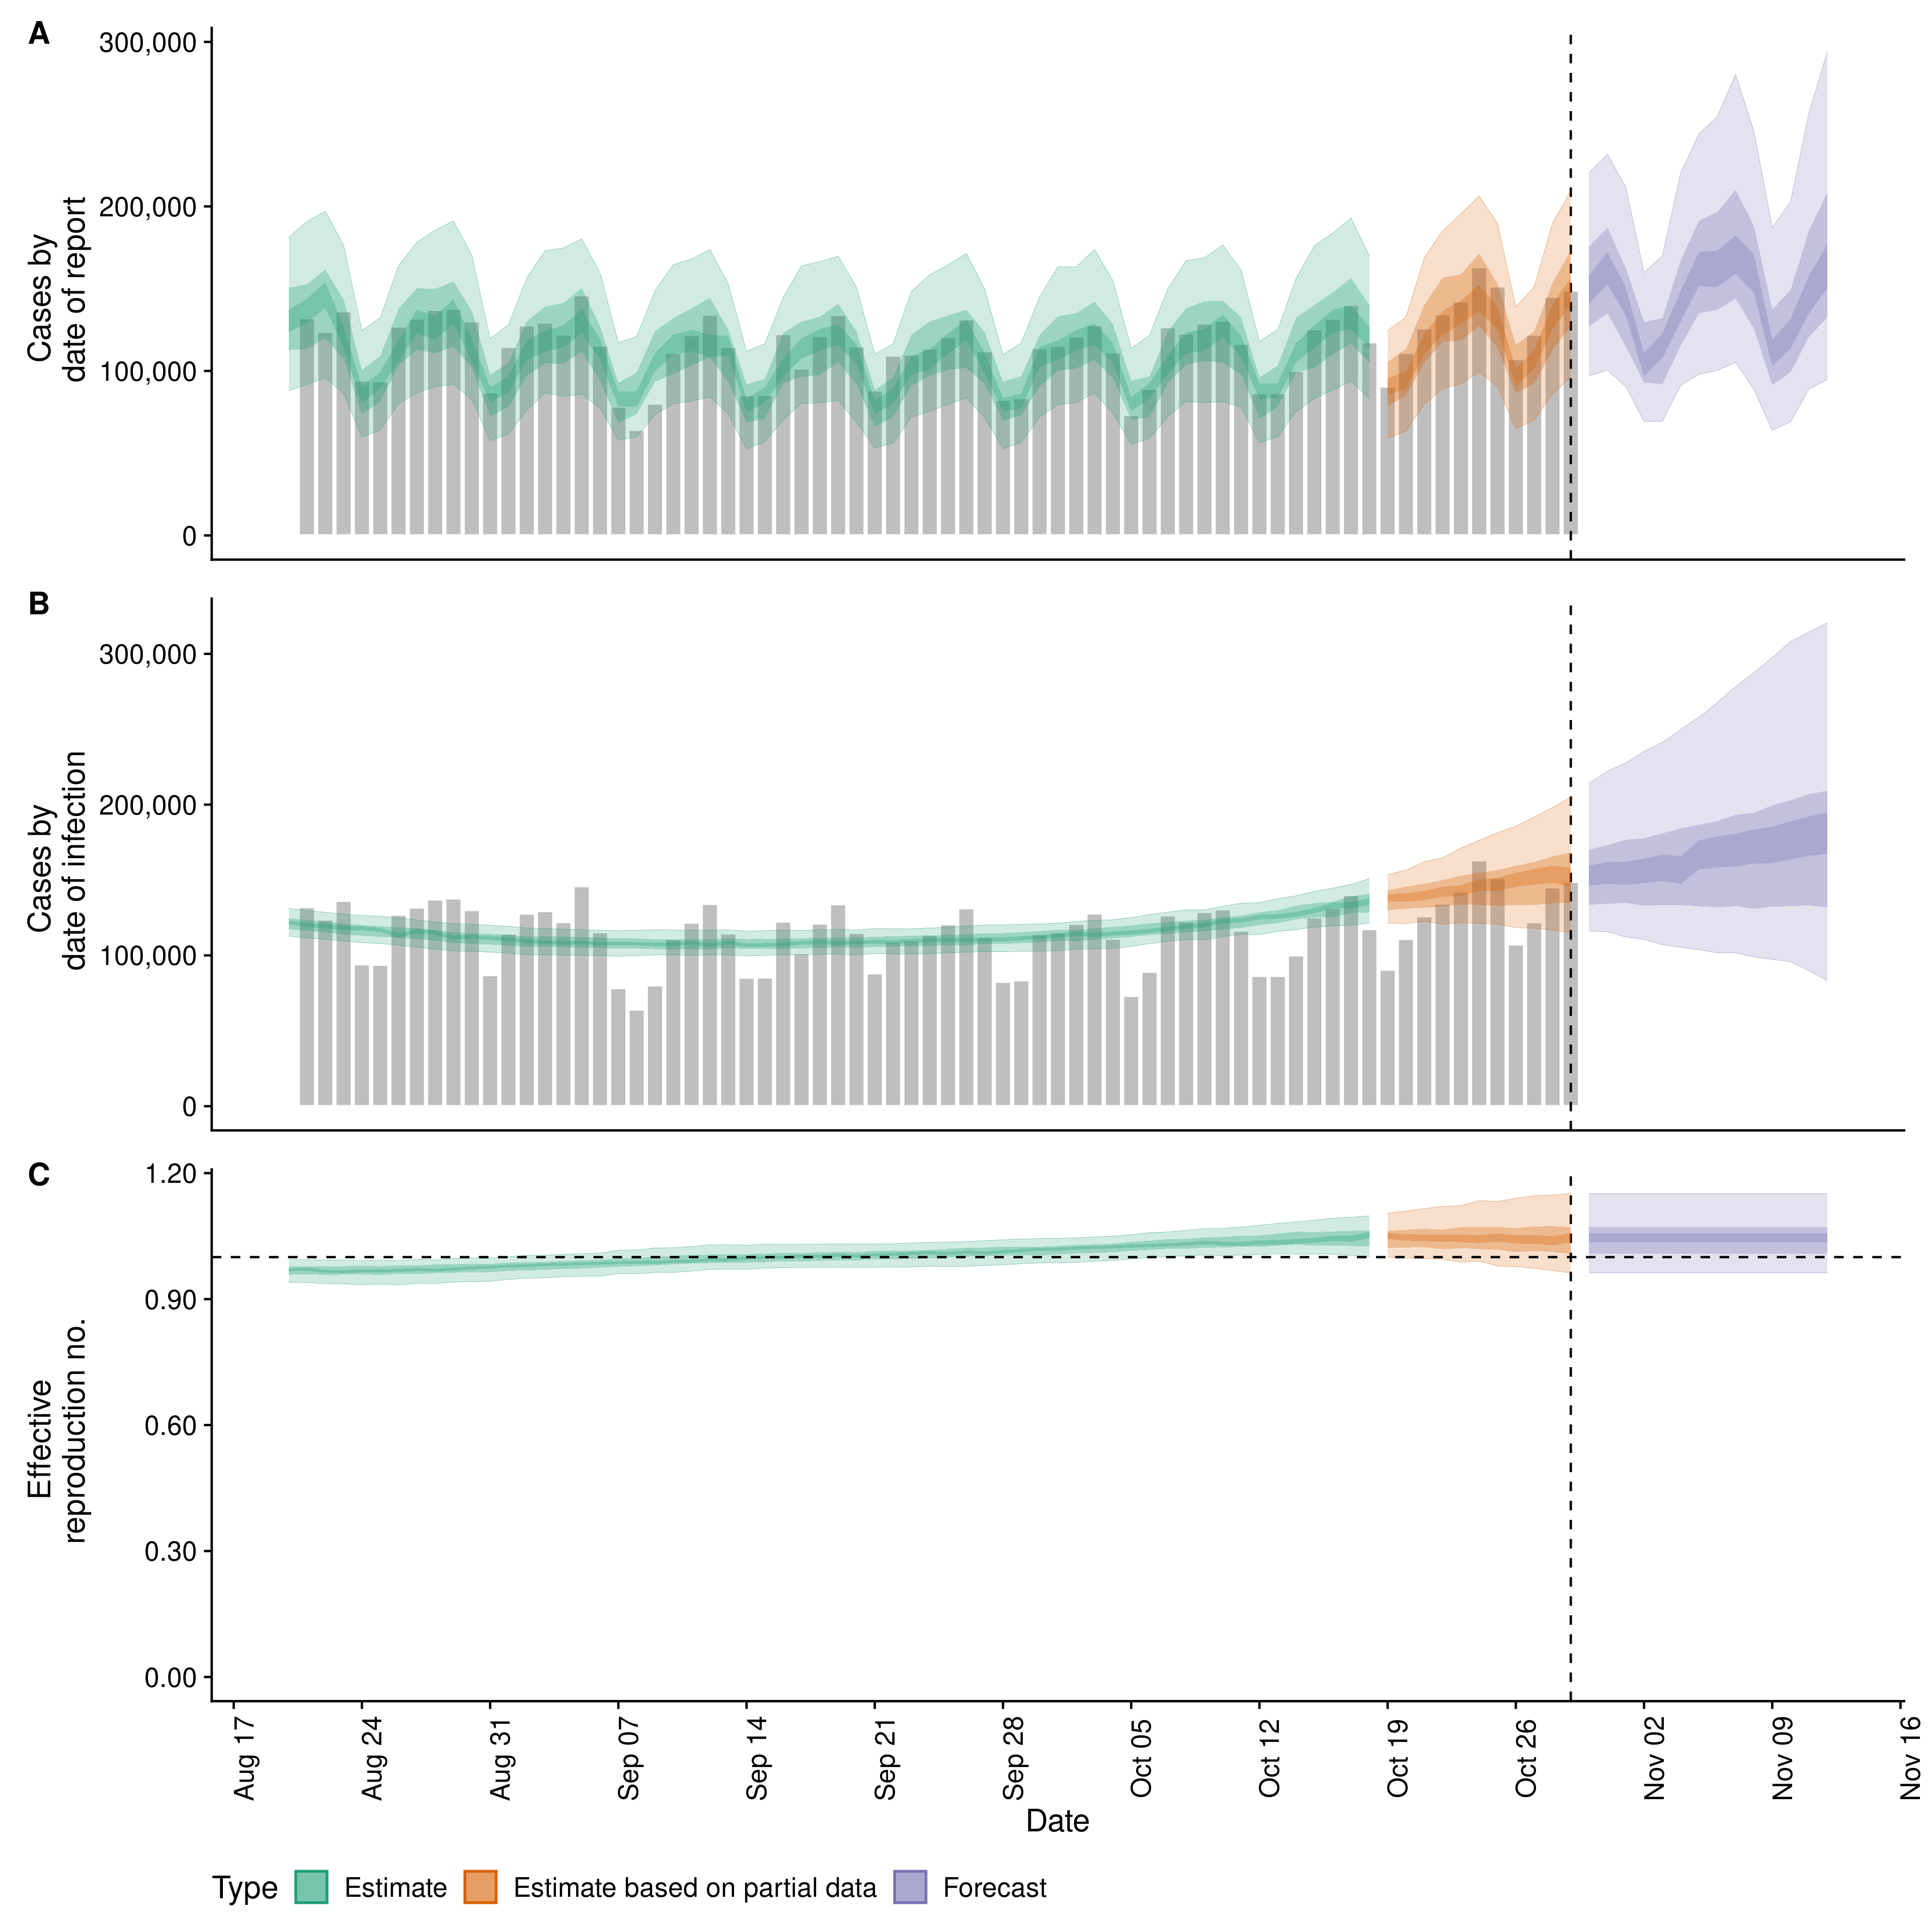 A
300,000
200,000
100,000
0
Cases by
date of report
B
300,000
200,000
100,000
0
Cases by
date of infection
C
1.20
0.90
0.60
0.30
0.00
Effective
reproduction no.
Aug 17
Aug 24
Aug 31
Sep 07
Sep 14
Sep 21
Sep 28
Oct 05
Oct 12
Oct 19
Oct 26
Nov 02
Nov 09
Nov 16
Date
Type Estimate Estimate based on partial data Forecast